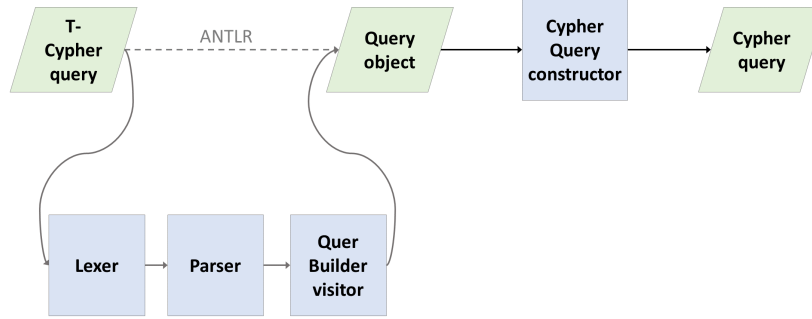 T-
Cypher
query
ANTLR
Query
object
Cypher
Query
constructor
Cypher
query
Lexer
Parser
Quer
Builder
visitor